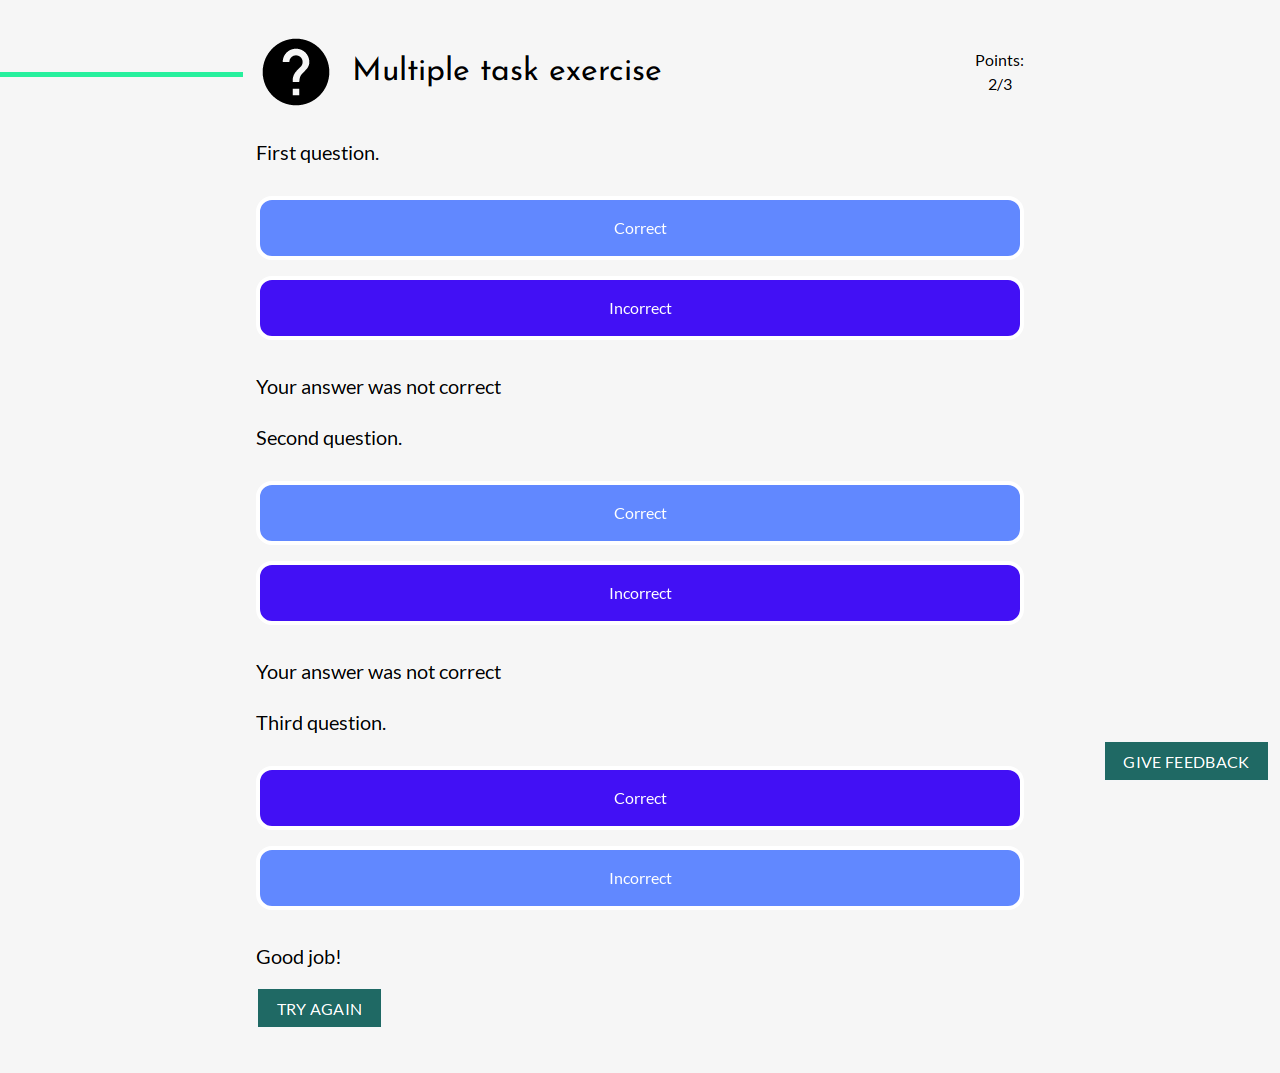 Multiple task exercise
Points:
2/3
First question.
Correct
Incorrect
Your answer was not correct
Second question.
Correct
Incorrect
Your answer was not correct
Third question.
GIVE FEEDBACK
Correct
Incorrect
Good job!
TRY AGAIN